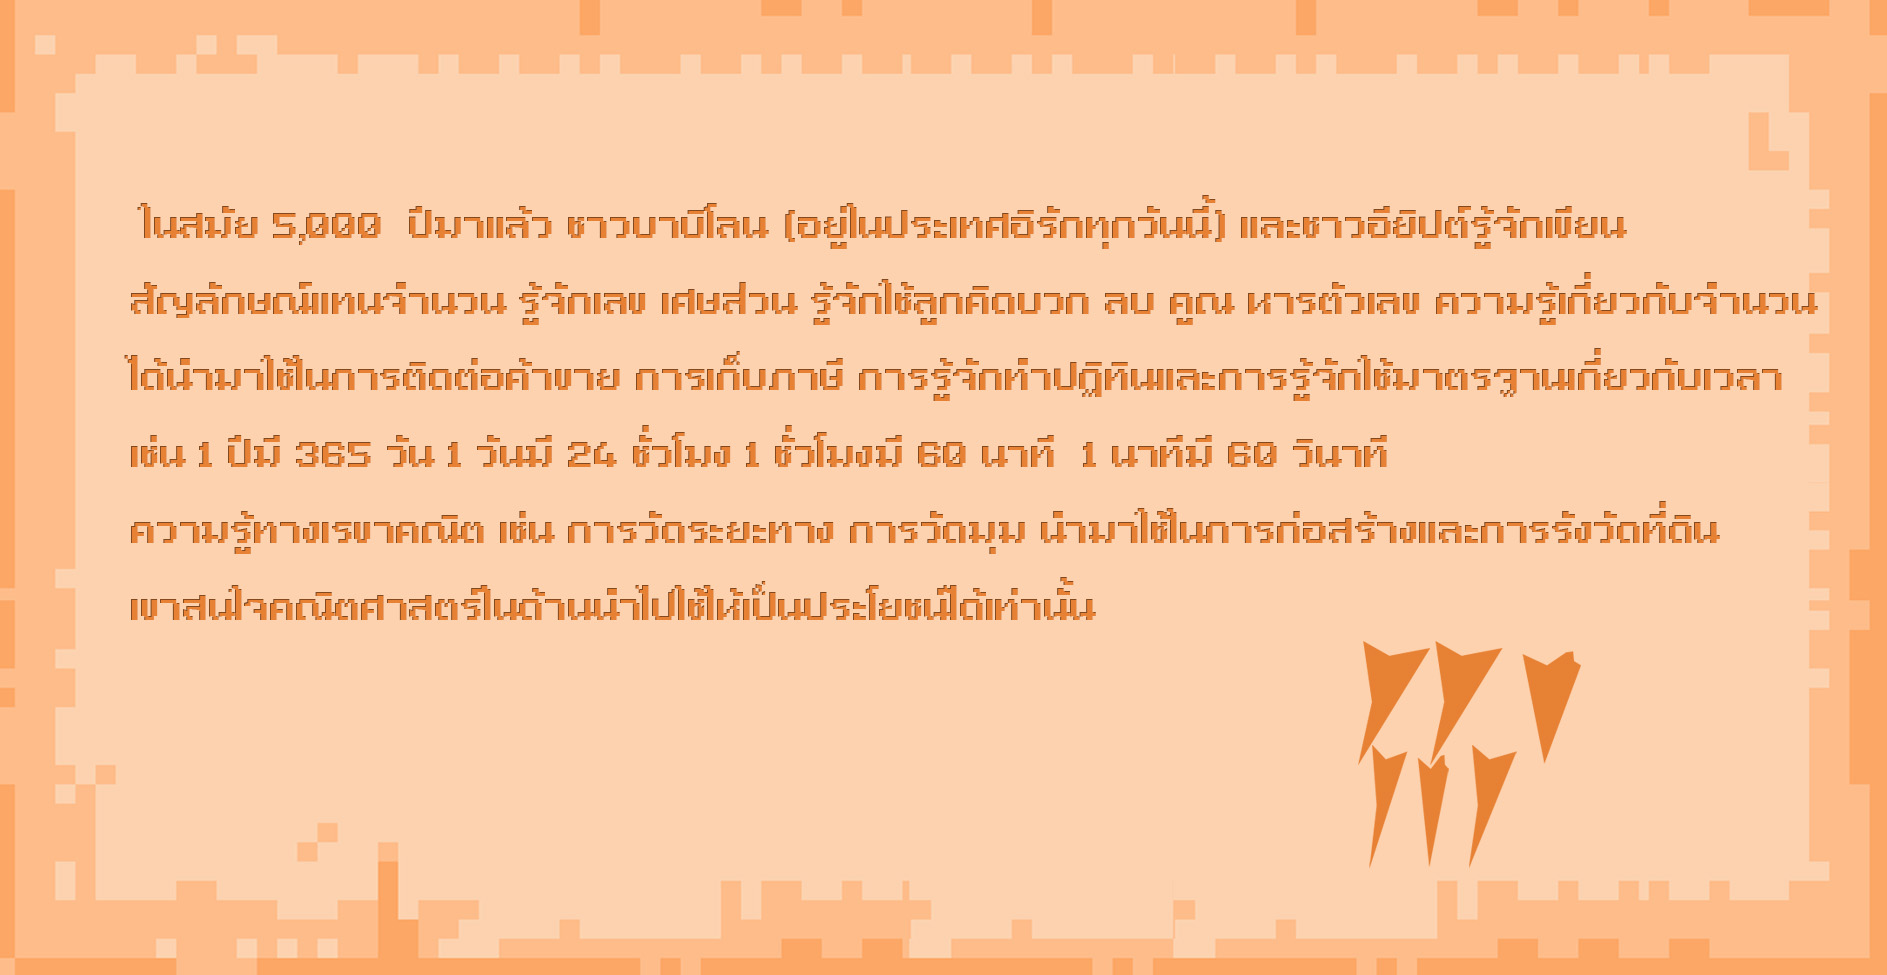 ในสมัย 5,000 ปีมาแล้ว ชาวบาบิโลน (อยู่ในประเทศอิรักทุกวันนี้) และชาวอียิปต์รู้จักเขียน
สัญลักษณ์แทนจำนวน รู้จักเลข เศษส่วน รู้จักใช้ลูกคิดบวก ลบ คูณ หารตัวเลข ความรู้เกี่ยวกับจำนวน
ได้นำมาใช้ในการติดต่อค้าขาย การเก็บภาษี การรู้จักทำปฏิทินและการรู้จักใช้มาตรฐานเกี่ยวกับเวลา
เช่น 1 ปีมี 365 วัน 1 วันมี 24 ชั่วโมง 1 ชั่วโมงมี 60 นาที 1 นาทีมี 60 วินาที
ความรู้ทางเรขาคณิต เช่น การวัดระยะทาง การวัดมุม นำมาใช้ในการก่อสร้างและการรังวัดที่ดิน
เขาสนใจคณิตศาสตร์ในด้านนำไปใช้ให้เป็นประโยชน์ได้เท่านั้น